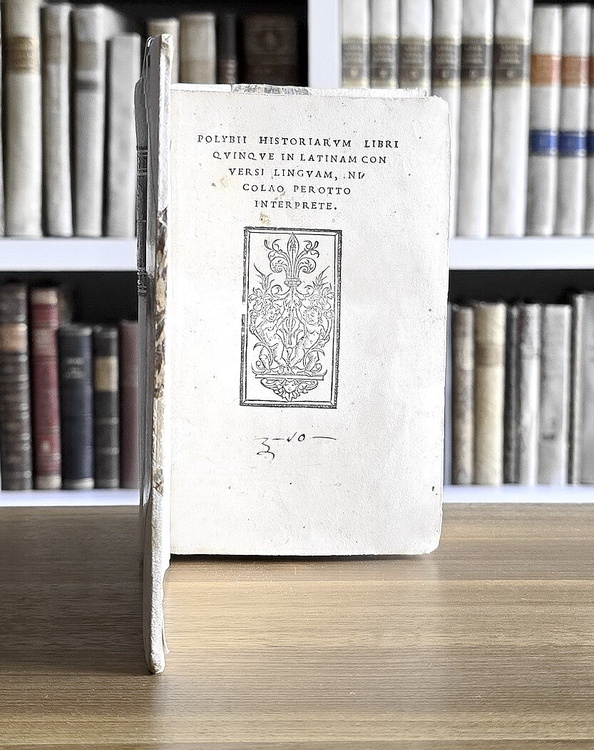 POLYBII HISTORIARVM LIBRI
QVINQVE IN LATINAM CON
VERSI LINGVAM, NI/
COLAO PEROTTO
INTERPRETE.